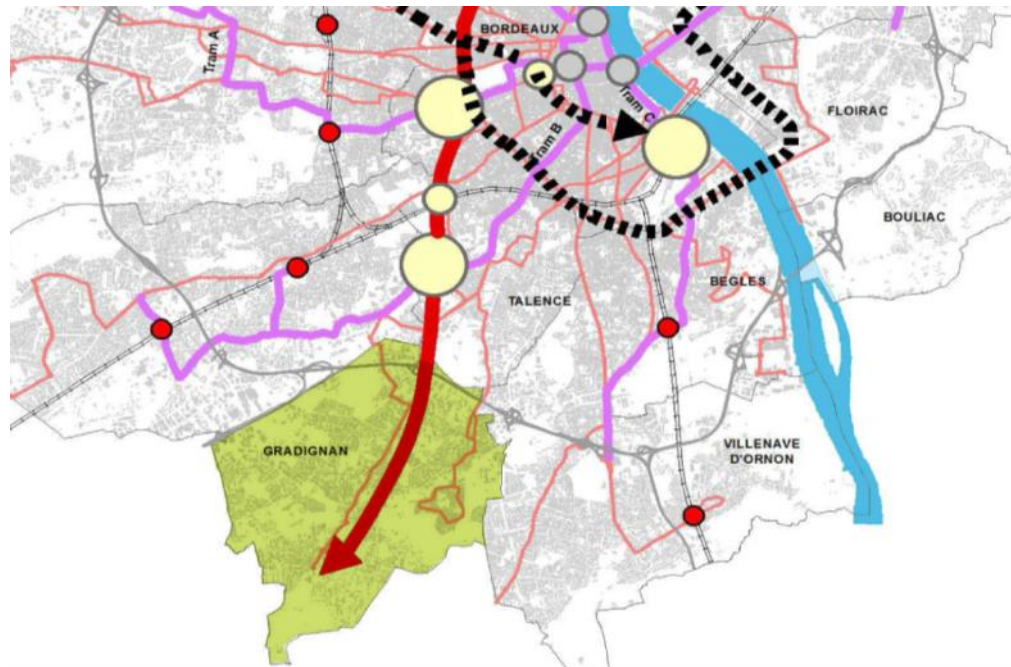 BORDEAUX
Tram A
Tram C
FLOIRAC
Tram B
BOULIAC
BEGLES
TALENCE
GRADIGNAN
VILLENAVE
D'ORNON